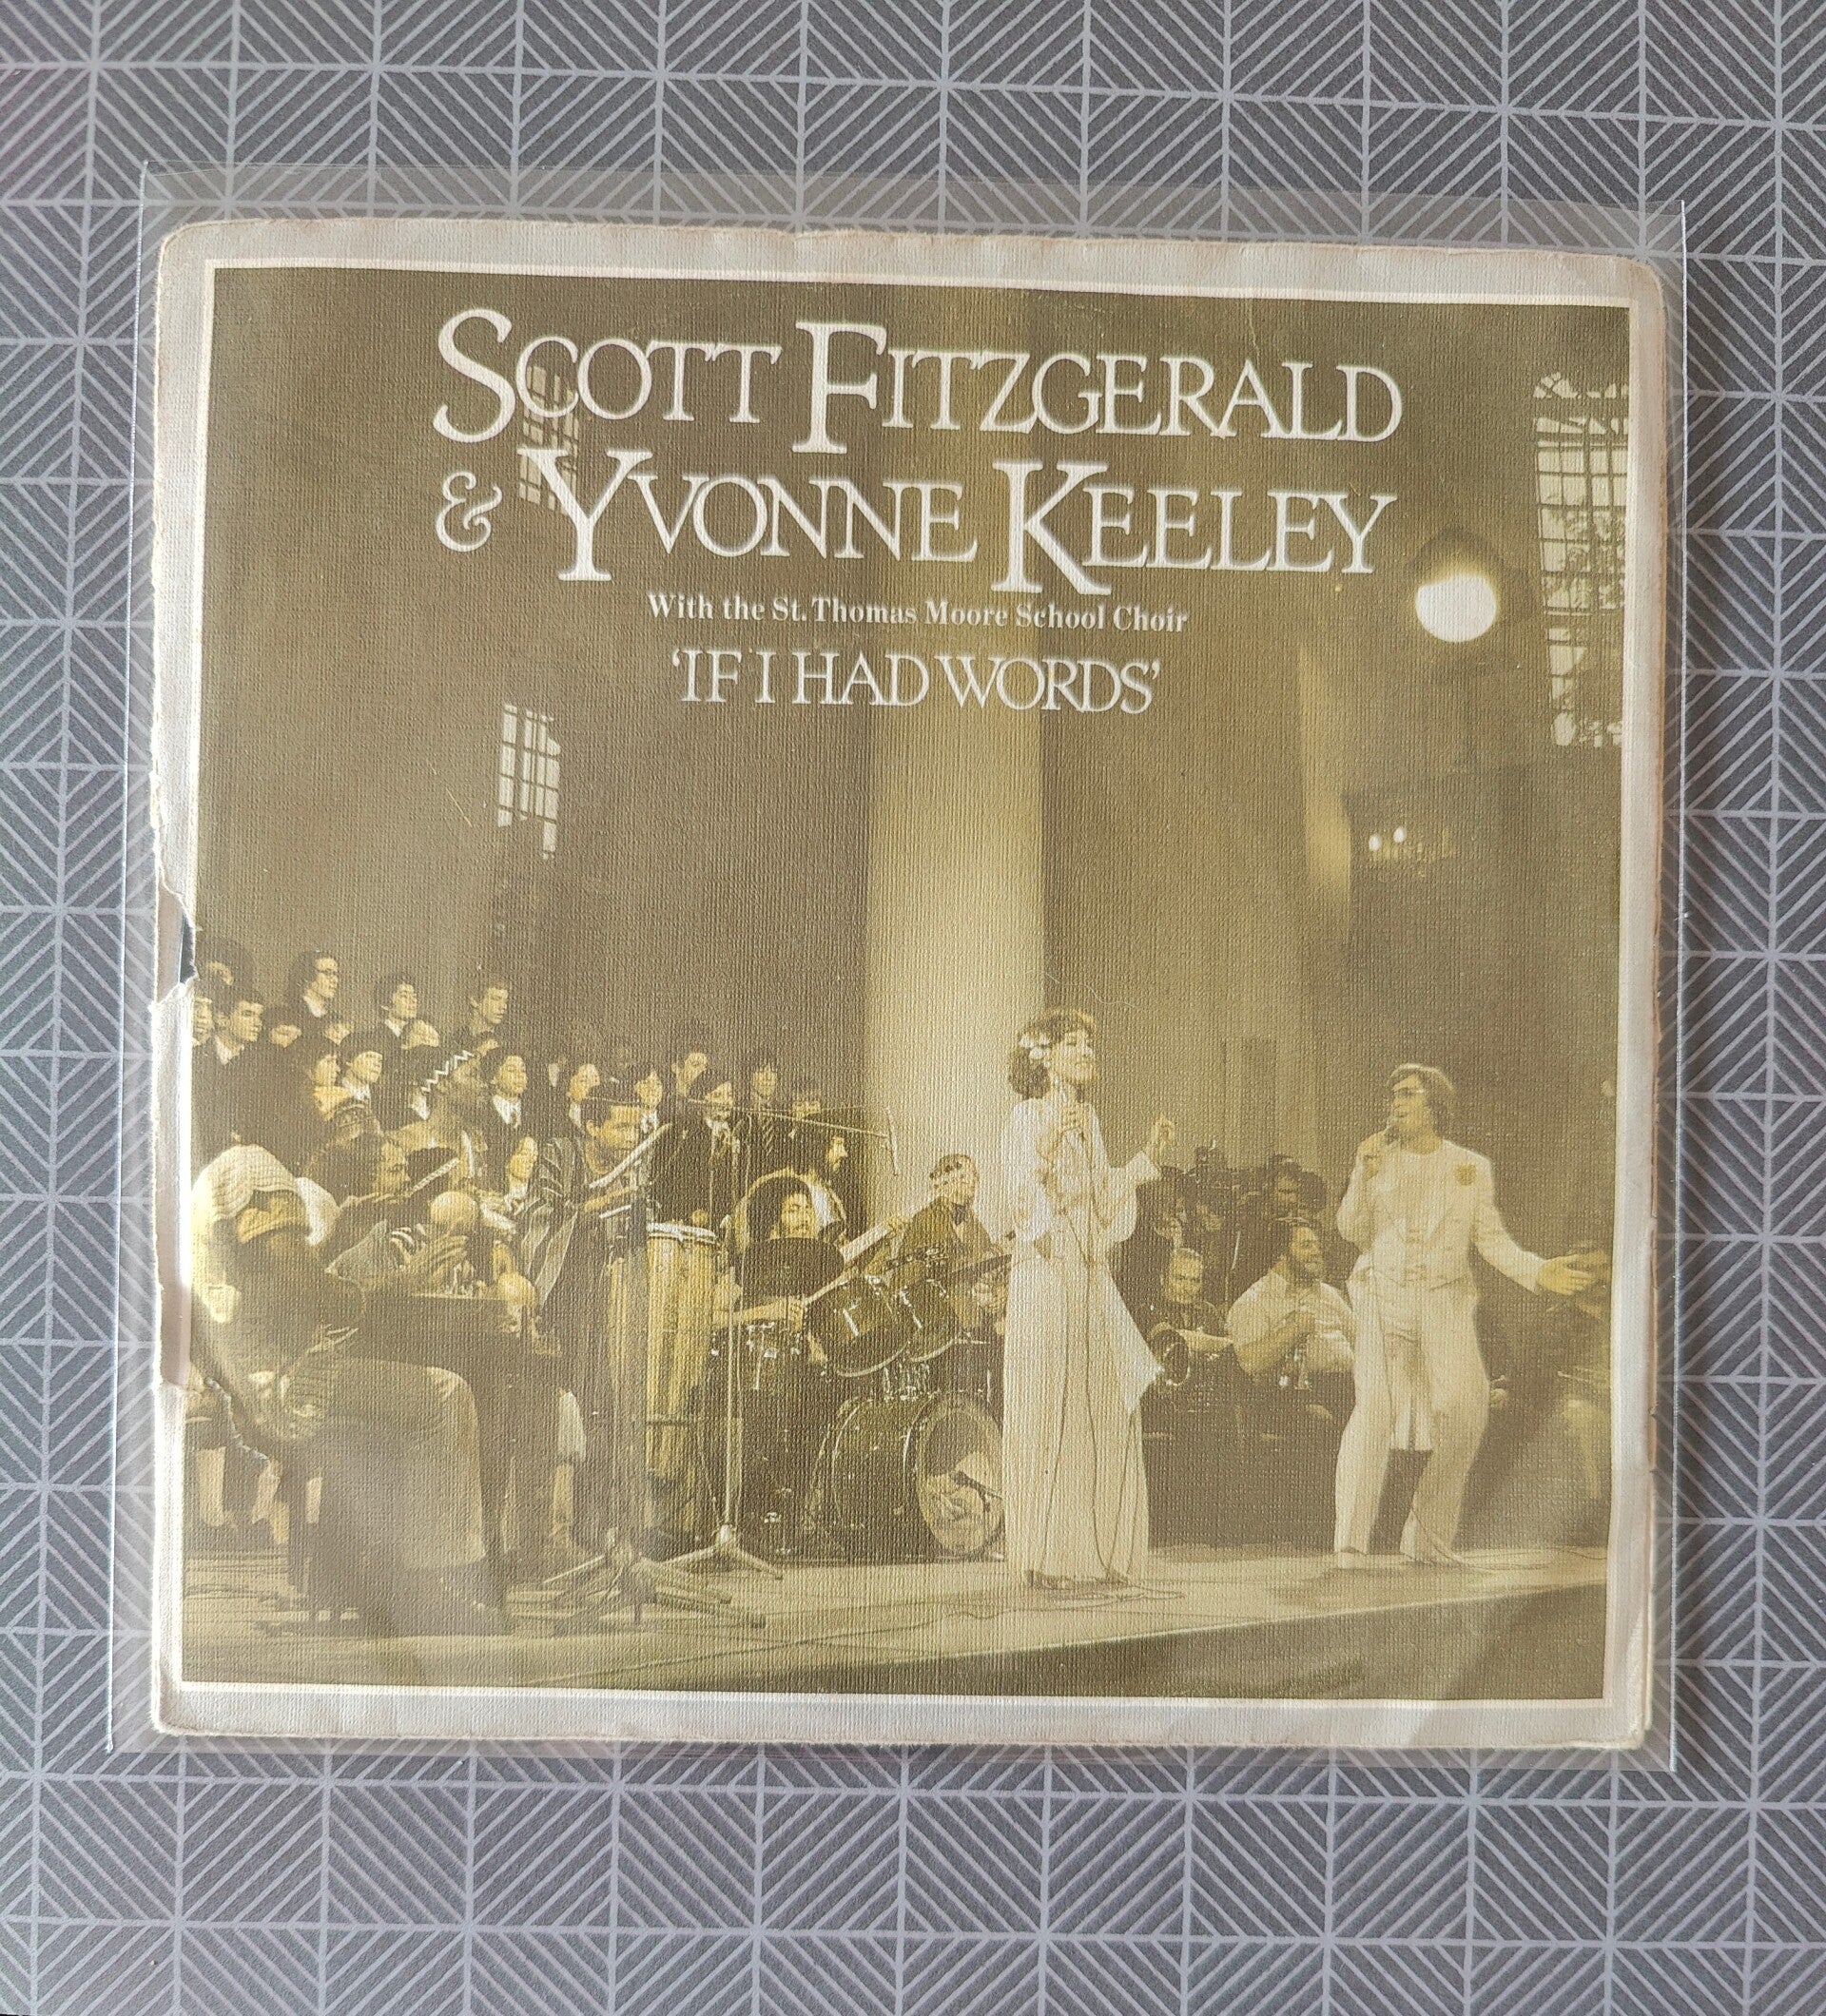 SCOTT FITZGERALD
& YVONNE KEELEY
With the St. Thomas Moore School Choir
'IF I HAD WORDS'